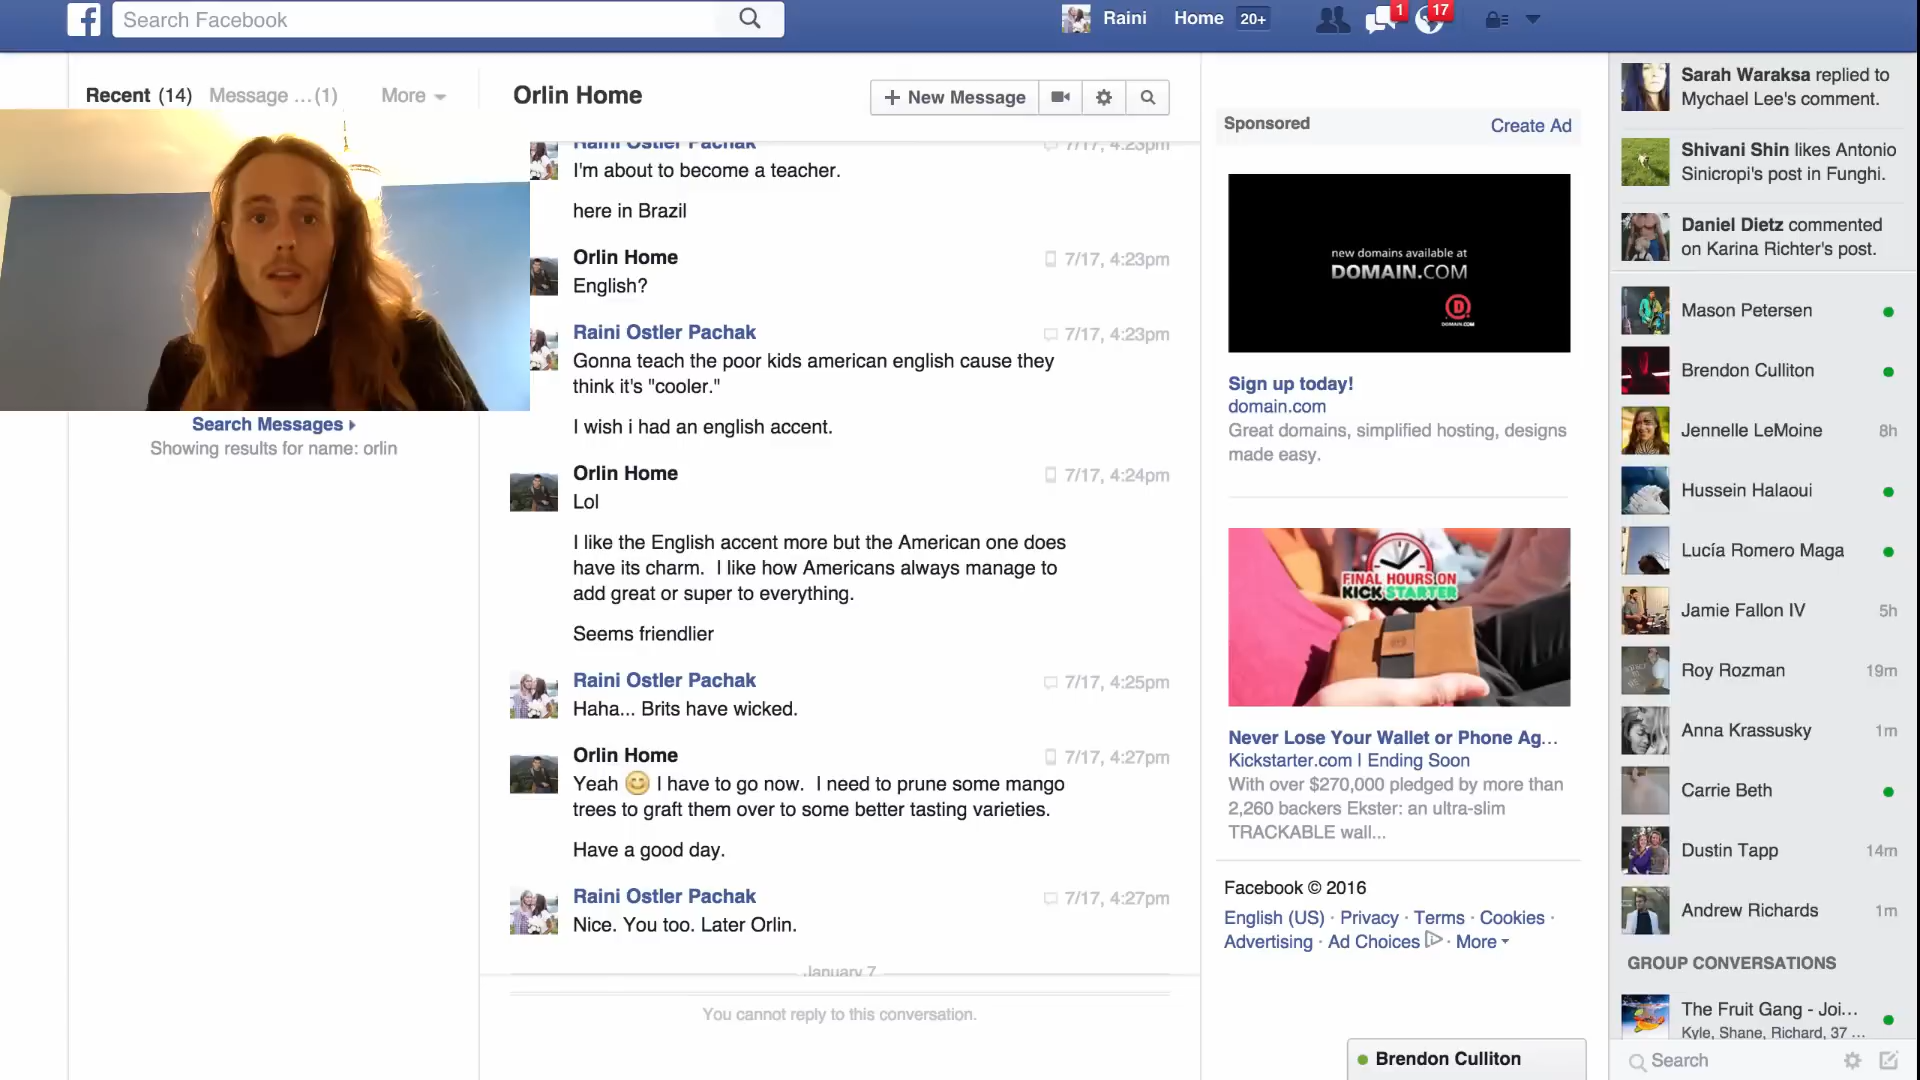 Search Facebook
Raini
Home 20+
1
17
Recent (14)
Message ... (1)
More
Orlin Home
New Message
Search Messages
Showing results for name: orlin
Raini Ostler Pachak
7/17, 4:23pm
I'm about to become a teacher.
here in Brazil
Orlin Home
7/17, 4:23pm
English?
Raini Ostler Pachak
7/17, 4:23pm
Gonna teach the poor kids american english cause they
think it's "cooler."
I wish i had an english accent.
Orlin Home
7/17, 4:24pm
Lol
I like the English accent more but the American one does
have its charm.  I like how Americans always manage to
add great or super to everything.
Seems friendlier
Raini Ostler Pachak
7/17, 4:25pm
Haha... Brits have wicked.
Orlin Home
7/17, 4:27pm
Yeah 😊 I have to go now.  I need to prune some mango
trees to graft them over to some better tasting varieties.
Have a good day.
Raini Ostler Pachak
7/17, 4:27pm
Nice. You too. Later Orlin.
January 7
You cannot reply to this conversation.
Sponsored
Create Ad
new domains available at
DOMAIN.COM
D
DOMAIN.COM
Sign up today!
domain.com
Great domains, simplified hosting, designs
made easy.
FINAL HOURS ON
KICKSTARTER
Never Lose Your Wallet or Phone Ag...
Kickstarter.com | Ending Soon
With over $270,000 pledged by more than
2,260 backers Ekster: an ultra-slim
TRACKABLE wall...
Facebook © 2016
English (US) · Privacy · Terms · Cookies ·
Advertising · Ad Choices · More
Brendon Culliton
Sarah Waraksa replied to
Mychael Lee's comment.
Shivani Shin likes Antonio
Sinicropi's post in Funghi.
Daniel Dietz commented
on Karina Richter's post.
Mason Petersen
Brendon Culliton
Jennelle LeMoine 8h
Hussein Halaoui
Lucía Romero Maga
Jamie Fallon IV 5h
Roy Rozman 19m
Anna Krassusky 1m
Carrie Beth
Dustin Tapp 14m
Andrew Richards 1m
GROUP CONVERSATIONS
The Fruit Gang - Joi...
Kyle, Shane, Richard, 37 ...
Search